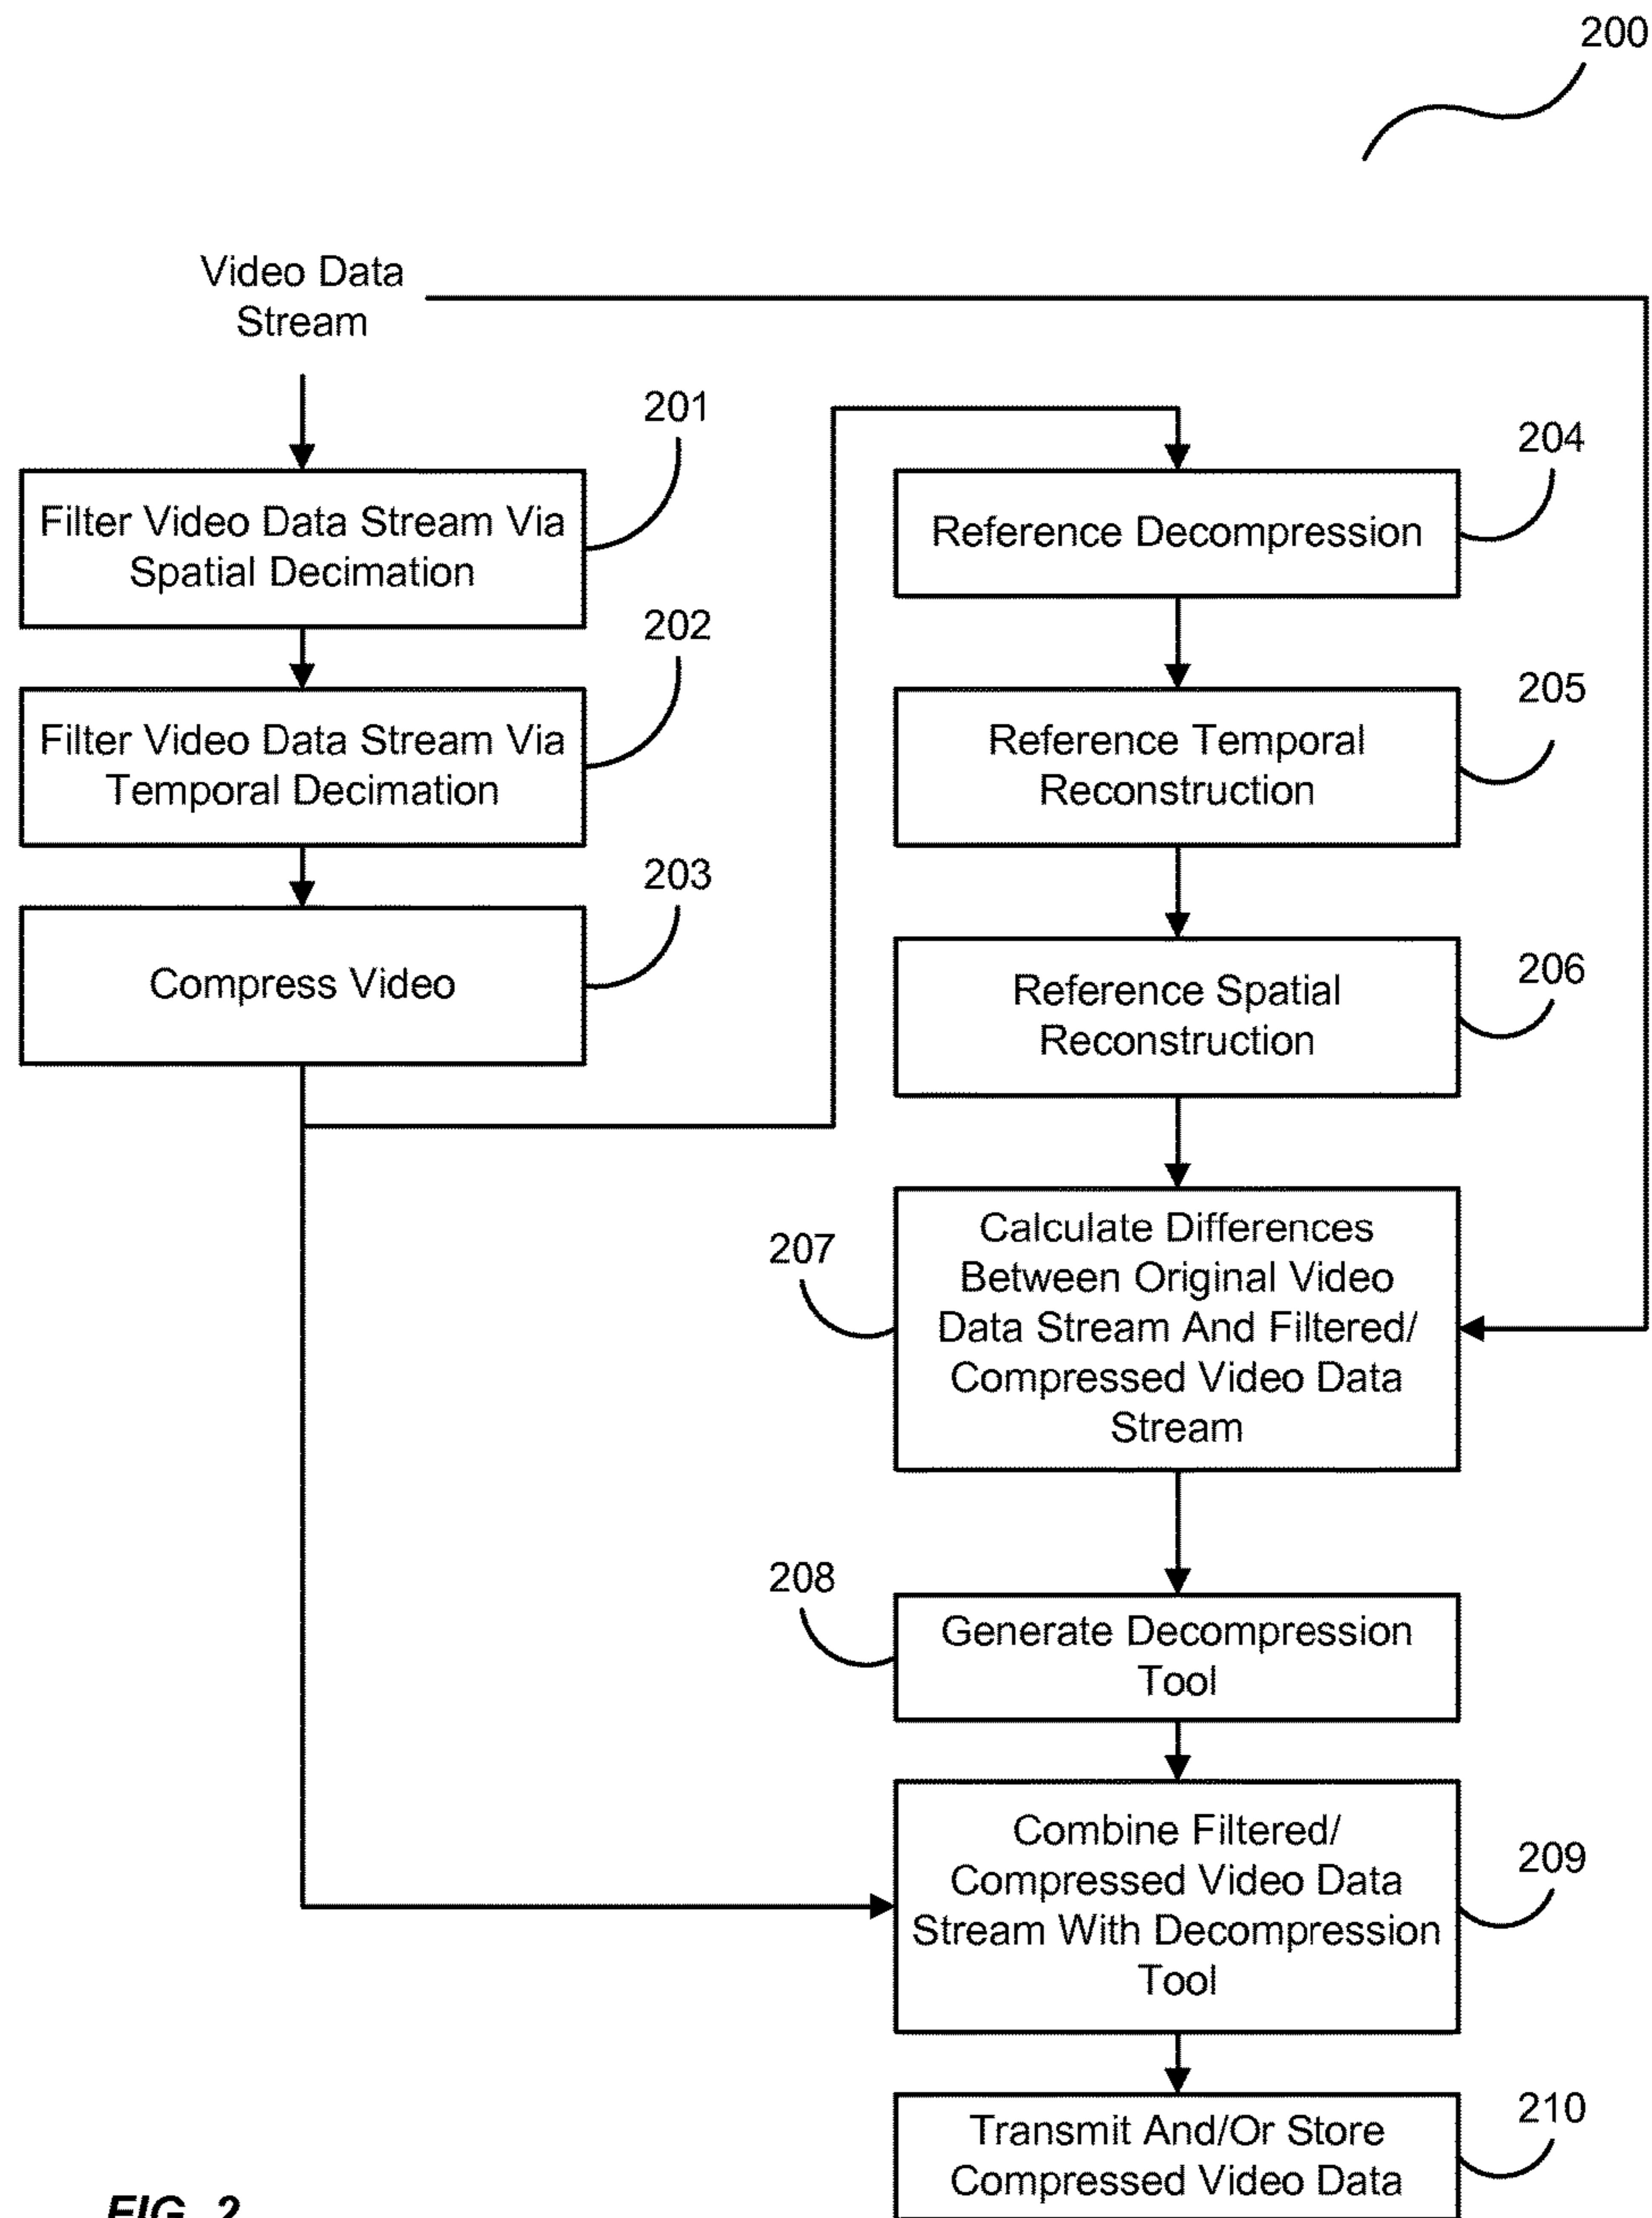 200
Video Data
Stream
201
Filter Video Data Stream Via
Spatial Decimation
202
Filter Video Data Stream Via
Temporal Decimation
203
Compress Video
204
Reference Decompression
205
Reference Temporal
Reconstruction
206
Reference Spatial
Reconstruction
207
Calculate Differences
Between Original Video
Data Stream And Filtered/
Compressed Video Data
Stream
208
Generate Decompression
Tool
209
Combine Filtered/
Compressed Video Data
Stream With Decompression
Tool
210
Transmit And/Or Store
Compressed Video Data
FIG. 2